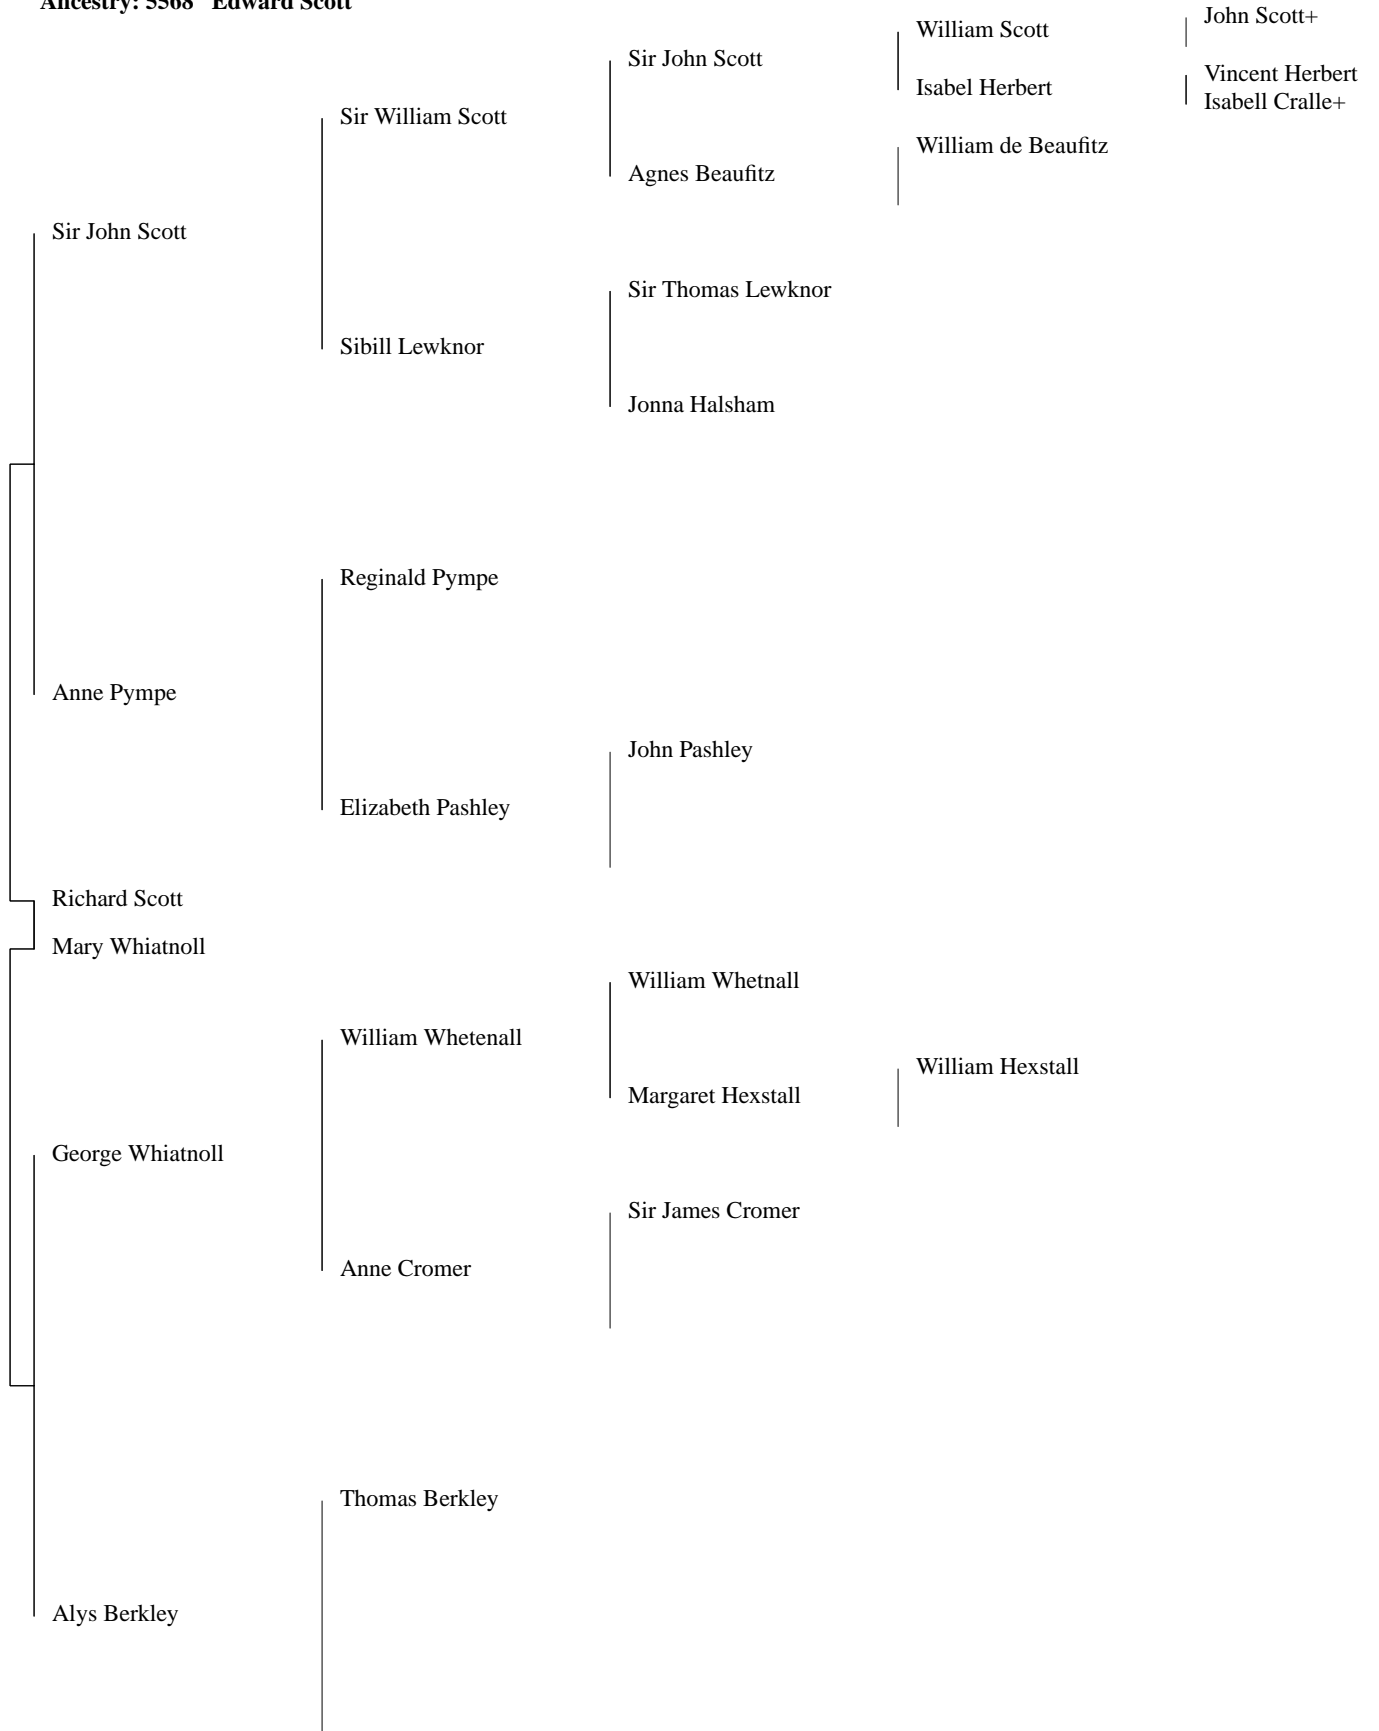 Ancestry: 5568 Edward Scott
John Scott+
William Scott
Sir John Scott
Vincent Herbert
Isabel Herbert
Isabell Cralle+
Sir William Scott
William de Beaufitz
Agnes Beaufitz
Sir John Scott
Sir Thomas Lewknor
Sibill Lewknor
Jonna Halsham
Reginald Pympe
Anne Pympe
John Pashley
Elizabeth Pashley
Richard Scott
Mary Whiatnoll
William Whetnall
William Whetenall
William Hexstall
Margaret Hexstall
George Whiatnoll
Sir James Cromer
Anne Cromer
Thomas Berkley
Alys Berkley